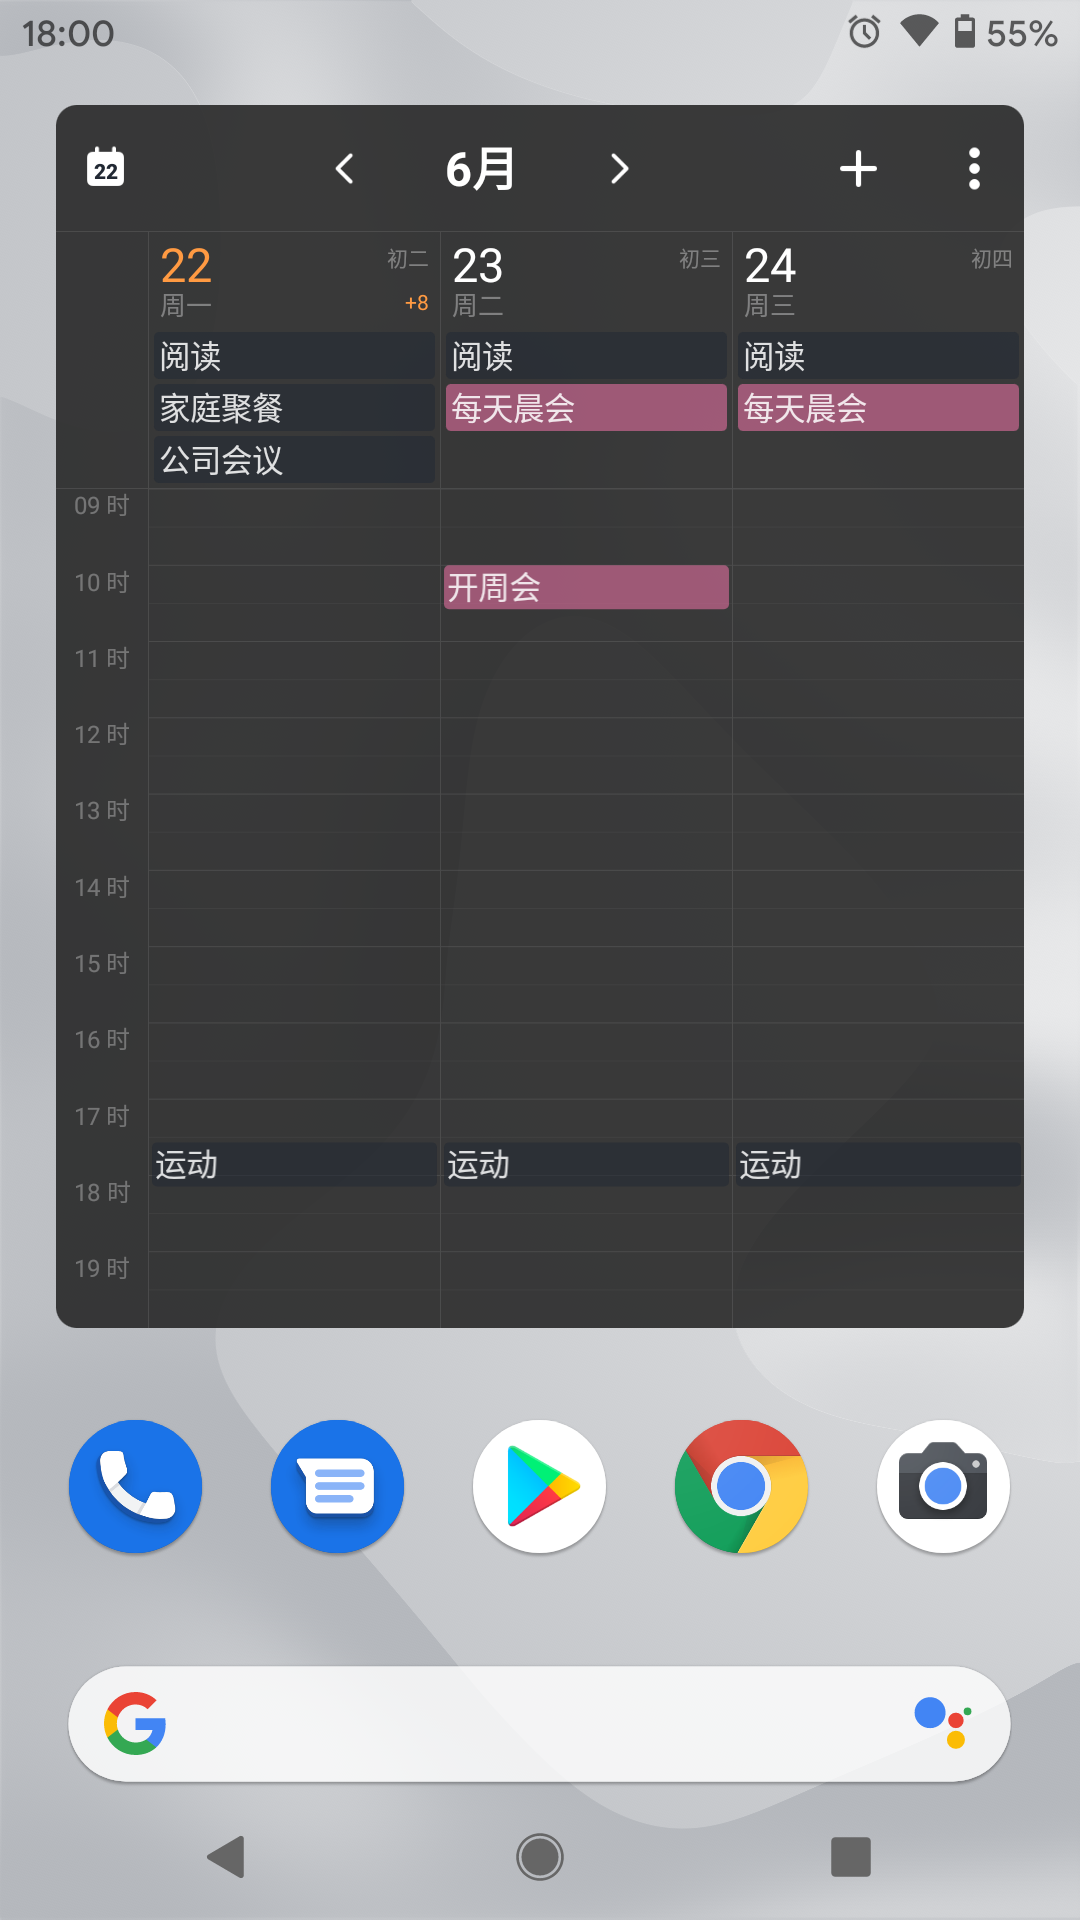 18:00 55%
22 6月
22 初二 23 初三 24 初四
周一 +8 周二 周三
阅读 阅读 阅读
家庭聚餐 每天晨会 每天晨会
公司会议
09 时
10 时 开周会
11 时
12 时
13 时
14 时
15 时
16 时
17 时
运动 运动 运动
18 时
19 时